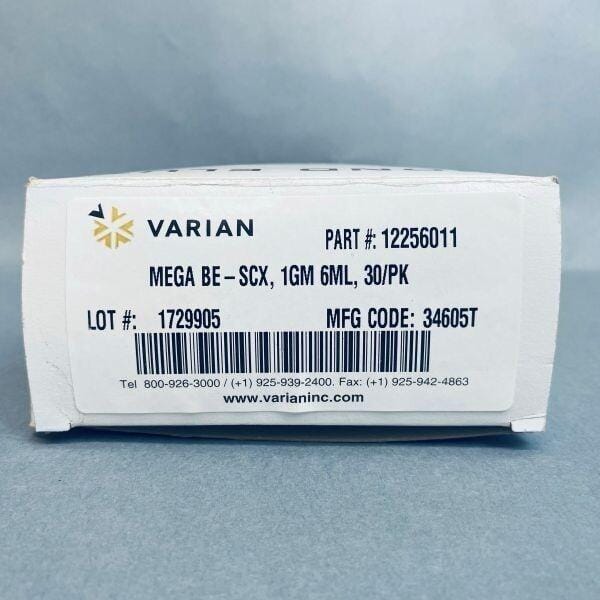 VARIAN
PART #: 12256011
MEGA BE-SCX, 1GM 6ML, 30/PK
LOT #: 1729905 MFG CODE: 34605T
Tel 800-926-3000 / (+1) 925-939-2400. Fax: (+1) 925-942-4863
www.varianinc.com